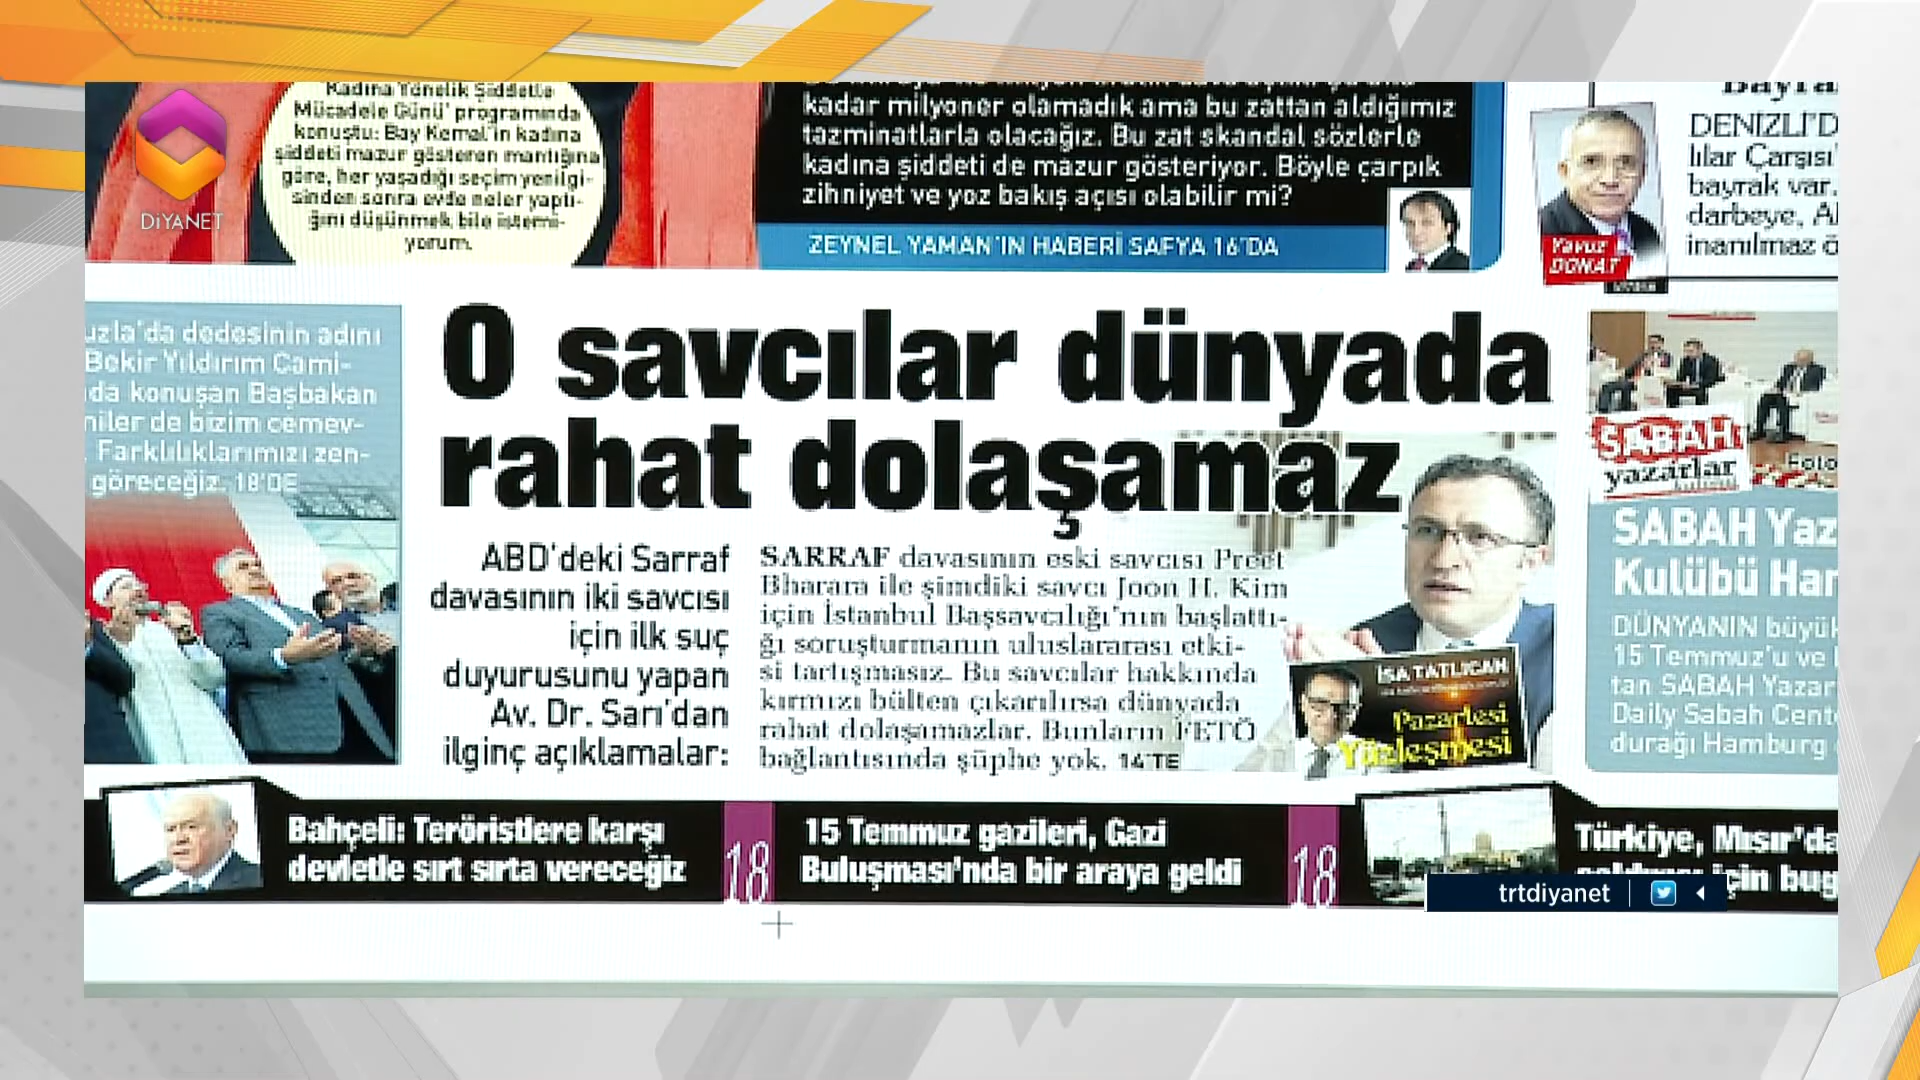 DİYANET
Kadına Yönelik Şiddetle
Mücadele Günü' programında
konuştu: Bay Kemal'in kadına
şiddeti mazur gösteren mantığına
göre, her yaşadığı seçim yenilgi-
sinden sonra evde neler yaptı-
ğını düşünmek bile istemi-
yorum.
kadar milyoner olamadık ama bu zattan aldığımız
tazminatlarla olacağız. Bu zat skandal sözlerle
kadına şiddeti de mazur gösteriyor. Böyle çarpık
zihniyet ve yoz bakış açısı olabilir mi?
ZEYNEL YAMAN'IN HABERİ SAFYA 16'DA
Yavuz
DONAT
DENİZLİ'D
lılar Çarşısı'
bayrak var.
darbeye, Al
inanılmaz ö
uzla'da dedesinin adını
Bekir Yıldırım Cami-
da konuşan Başbakan
niler de bizim cemev-
. Farklılıklarımızı zen-
göreceğiz. 18'DE
O savcılar dünyada
rahat dolaşamaz
ABD'deki Sarraf
davasının iki savcısı
için ilk suç
duyurusunu yapan
Av. Dr. Sarı'dan
ilginç açıklamalar:
SARRAF davasının eski savcısı Preet
Bharara ile şimdiki savcı Joon H. Kim
için İstanbul Başsavcılığı'nın başlattı-
ğı soruşturmanın uluslararası etki-
si tartışmasız. Bu savcılar hakkında
kırmızı bülten çıkarılırsa dünyada
rahat dolaşamazlar. Bunların FETÖ
bağlantısında şüphe yok. 14'TE
İSA TATLICAN
Pazartesi
Yüzleşmesi
SABAH
yazarlar
SABAH Yaz
Kulübü Ham
DÜNYANIN büyük
15 Temmuz'u ve
tan SABAH Yazar
Daily Sabah Cent
durağı Hamburg
Bahçeli: Teröristlere karşı
devletle sırt sırta vereceğiz
18
15 Temmuz gazileri, Gazi
Buluşması'nda bir araya geldi
18
Türkiye, Mısır'da
için bug
trtdiyanet